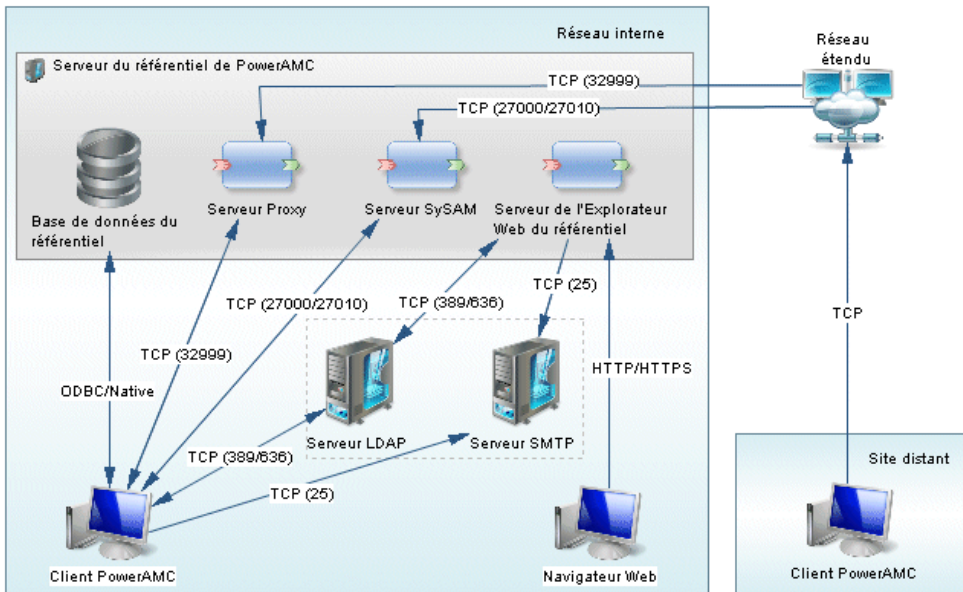 Réseau interne
Réseau
étendu
Serveur du référentiel de PowerAMC
TCP (32999)
TCP (27000/27010)
Base de données du
référentiel
Serveur Proxy
Serveur SySAM
Serveur de l'Explorateur
Web du référentiel
TCP (27000/27010)
TCP (389/636)
TCP (25)
TCP (32999)
ODBC/Native
HTTP/HTTPS
TCP
Serveur LDAP
Serveur SMTP
TCP (389/636)
TCP (25)
Site distant
Client PowerAMC
Navigateur Web
Client PowerAMC